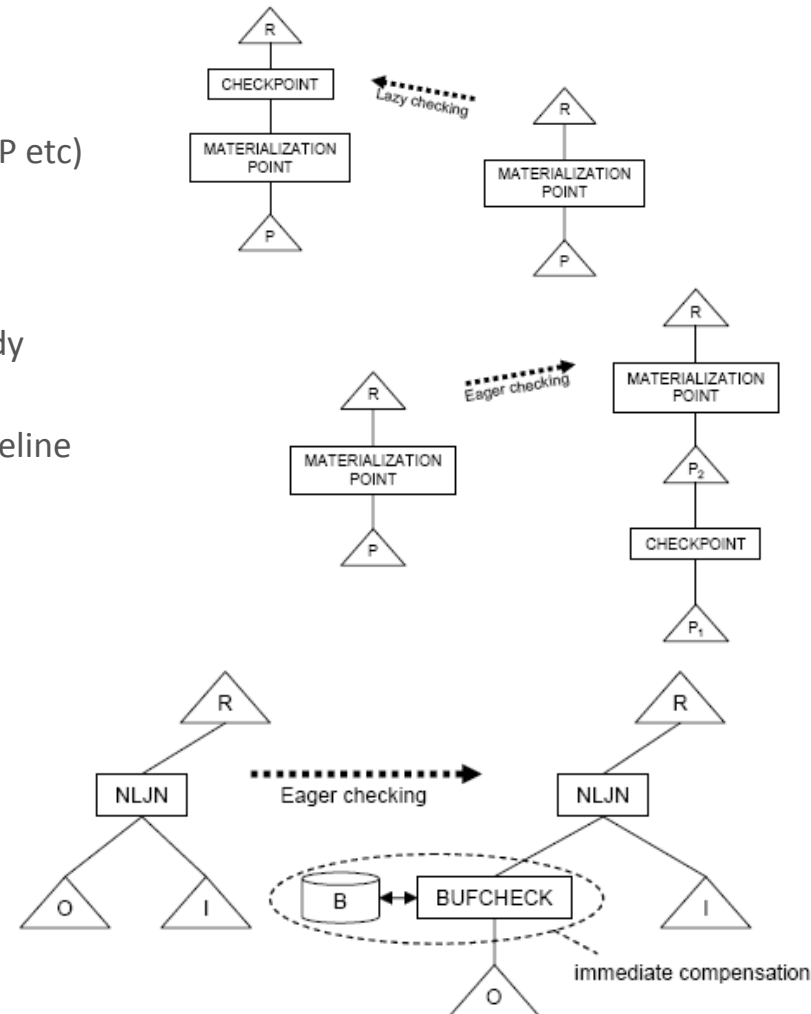 R
CHECKPOINT
Lazy checking
P etc)
MATERIALIZATION
POINT
P
R
MATERIALIZATION
POINT
P
dy
eline
R
MATERIALIZATION
POINT
P
Eager checking
R
MATERIALIZATION
POINT
P₂
CHECKPOINT
P₁
R
NLJN
O
I
Eager checking
R
NLJN
B
BUFCHECK
I
immediate compensation
O